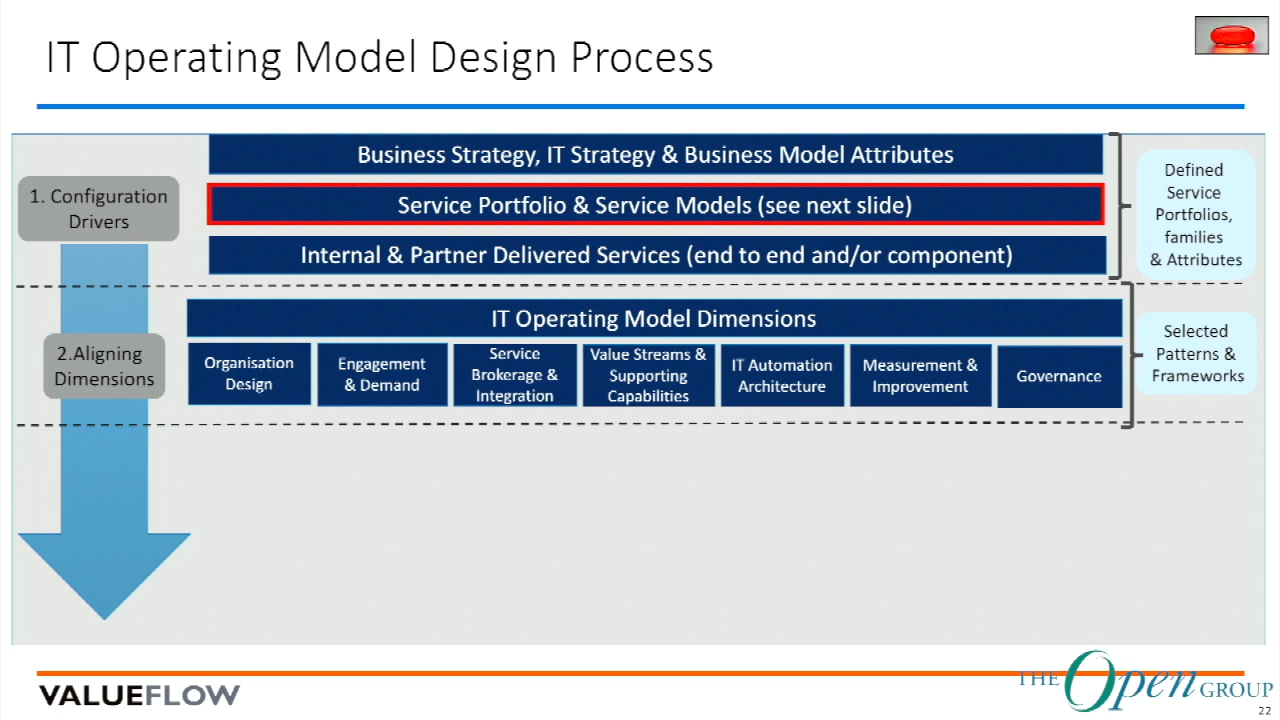 IT Operating Model Design Process
Business Strategy, IT Strategy & Business Model Attributes
1. Configuration
Drivers
Service Portfolio & Service Models (see next slide)
Internal & Partner Delivered Services (end to end and/or component)
Defined
Service
Portfolios,
families
& Attributes
IT Operating Model Dimensions
2.Aligning
Dimensions
Organisation
Design
Engagement
& Demand
Service
Brokerage &
Integration
Value Streams &
Supporting
Capabilities
IT Automation
Architecture
Measurement &
Improvement
Governance
Selected
Patterns &
Frameworks
VALUEFLOW
THE Open GROUP
22